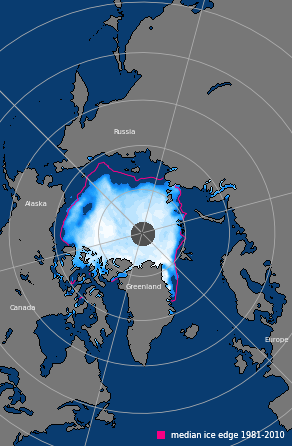 Russia
Alaska
Greenland
Canada
Europe
median ice edge 1981-2010